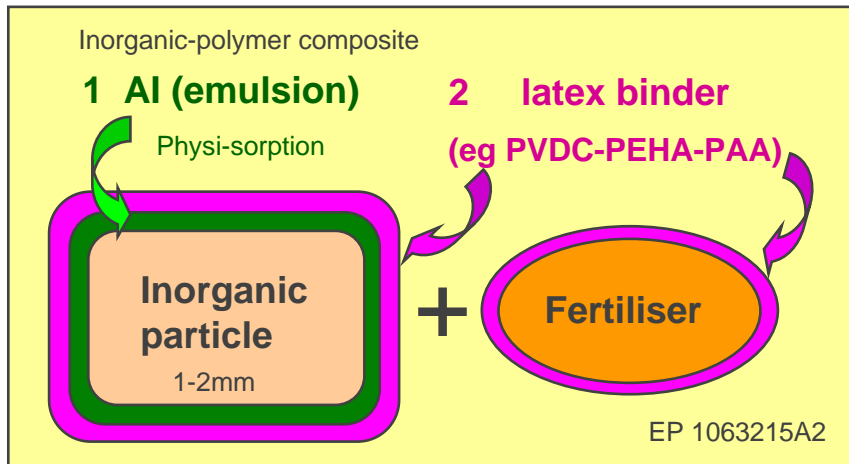 Inorganic-polymer composite
1 AI (emulsion)
2 latex binder
Physi-sorption
(eg PVDC-PEHA-PAA)
Inorganic
particle
1-2mm
+
Fertiliser
EP 1063215A2